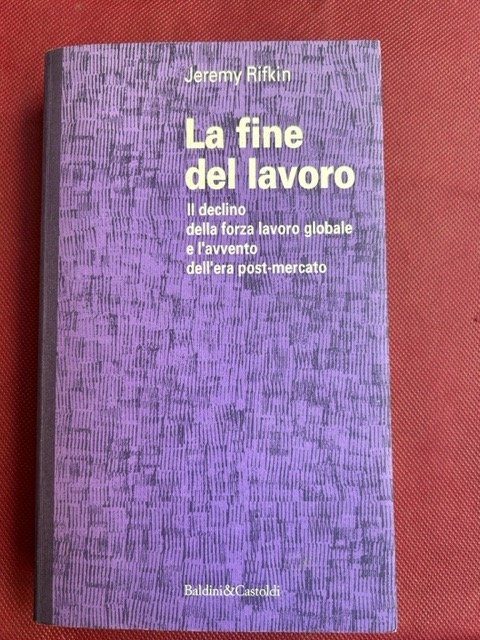 Jeremy Rifkin
La fine
del lavoro
Il declino
della forza lavoro globale
e l'avvento
dell'era post-mercato
Baldini&Castoldi